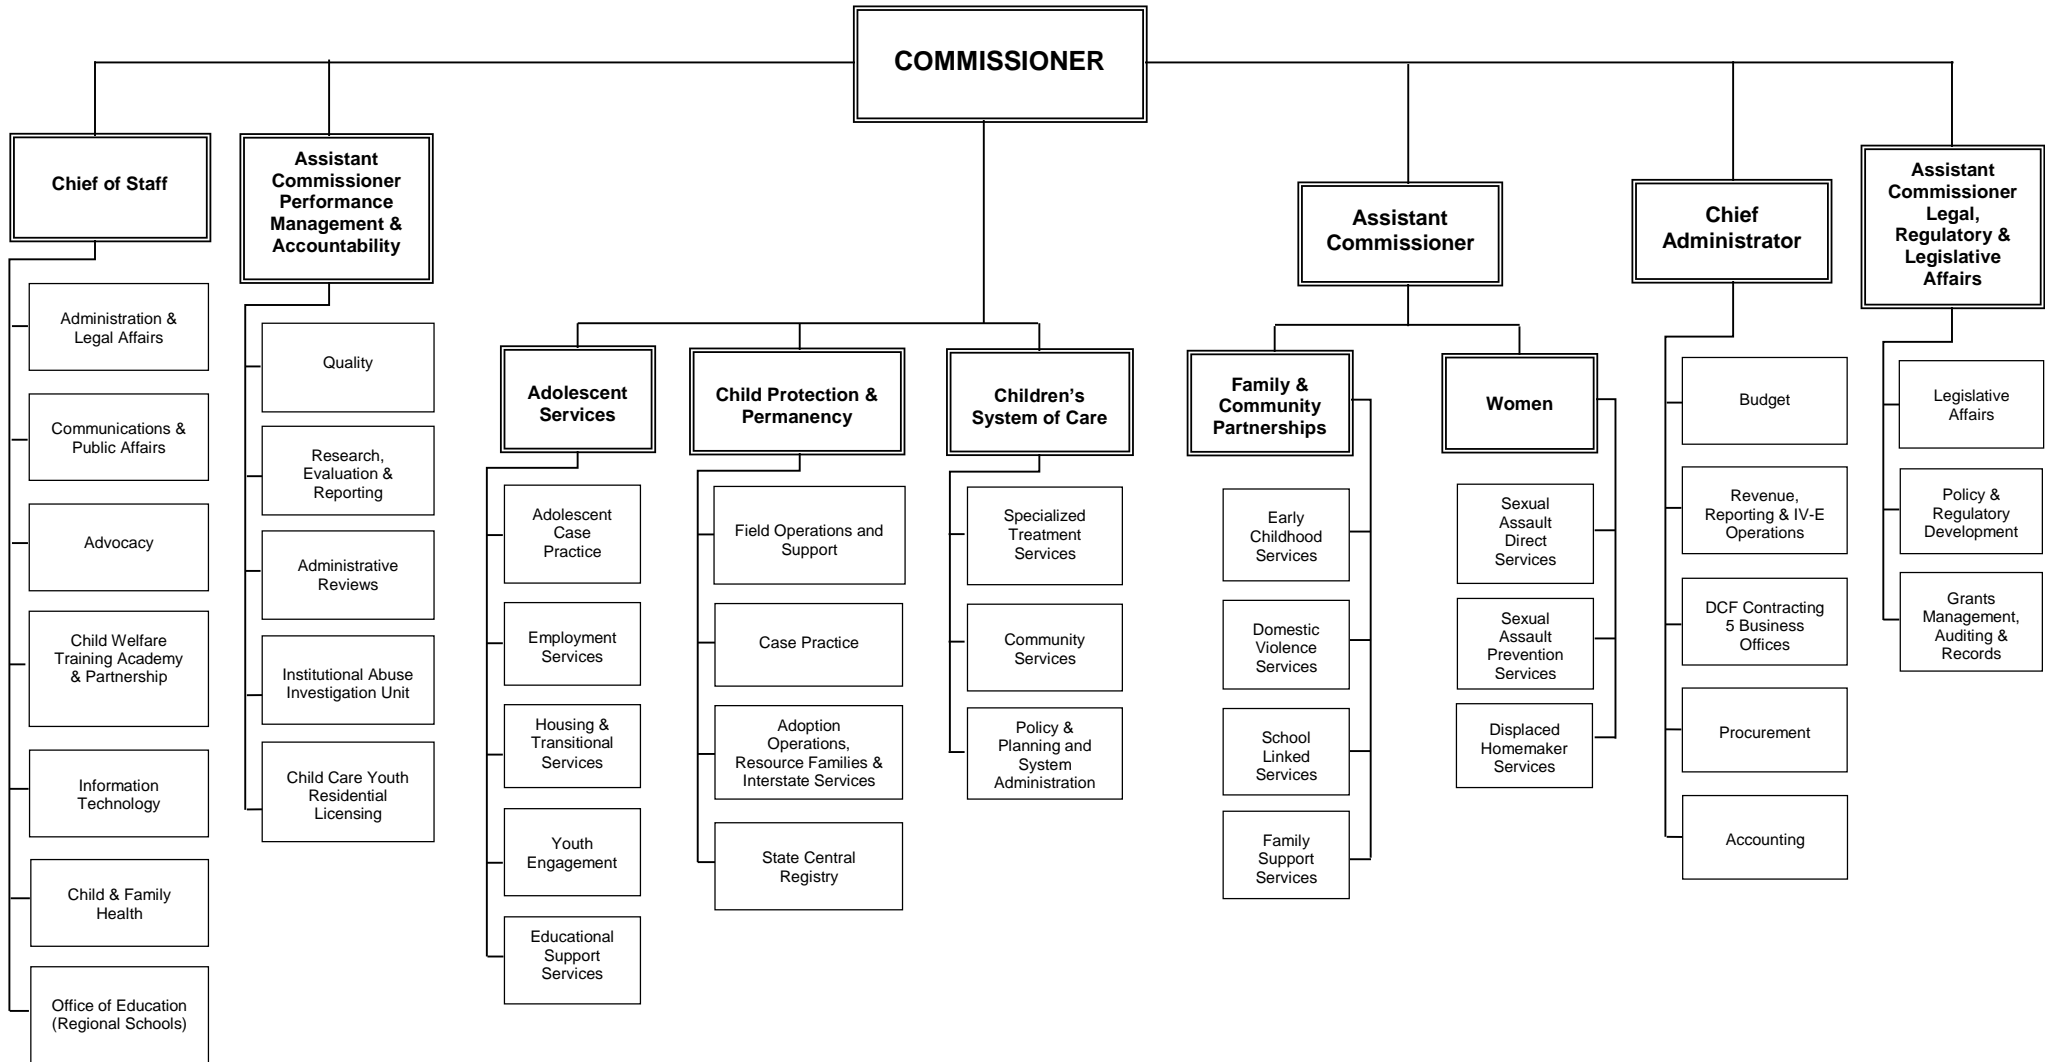 COMMISSIONER
Chief of Staff
Administration &
Legal Affairs
Communications &
Public Affairs
Advocacy
Child Welfare
Training Academy
& Partnership
Information
Technology
Child & Family
Health
Office of Education
(Regional Schools)
Assistant
Commissioner
Performance
Management &
Accountability
Quality
Research,
Evaluation &
Reporting
Administrative
Reviews
Institutional Abuse
Investigation Unit
Child Care Youth
Residential
Licensing
Adolescent
Services
Adolescent
Case
Practice
Employment
Services
Housing &
Transitional
Services
Youth
Engagement
Educational
Support
Services
Child Protection &
Permanency
Field Operations and
Support
Case Practice
Adoption
Operations,
Resource Families &
Interstate Services
State Central
Registry
Children's
System of Care
Specialized
Treatment
Services
Community
Services
Policy &
Planning and
System
Administration
Assistant
Commissioner
Family &
Community
Partnerships
Early
Childhood
Services
Domestic
Violence
Services
School
Linked
Services
Family
Support
Services
Women
Sexual
Assault
Direct
Services
Sexual
Assault
Prevention
Services
Displaced
Homemaker
Services
Chief
Administrator
Budget
Revenue,
Reporting & IV-E
Operations
DCF Contracting
5 Business
Offices
Procurement
Accounting
Assistant
Commissioner
Legal,
Regulatory &
Legislative
Affairs
Legislative
Affairs
Policy &
Regulatory
Development
Grants
Management,
Auditing &
Records